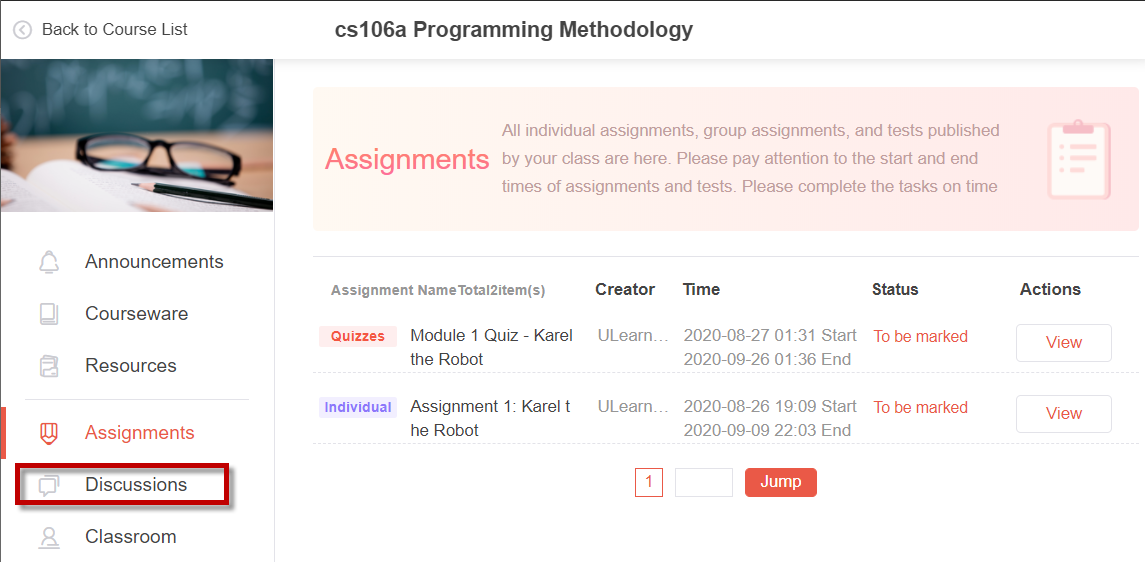 Back to Course List
cs106a Programming Methodology
Assignments
All individual assignments, group assignments, and tests published
by your class are here. Please pay attention to the start and end
times of assignments and tests. Please complete the tasks on time
Announcements
Courseware
Resources
Assignments
Discussions
Classroom
Assignment NameTotal2item(s) Creator Time Status Actions
Quizzes Module 1 Quiz - Karel ULearn... 2020-08-27 01:31 Start To be marked View
the Robot 2020-09-26 01:36 End
Individual Assignment 1: Karel t ULearn... 2020-08-26 19:09 Start To be marked View
he Robot 2020-09-09 22:03 End
1 Jump